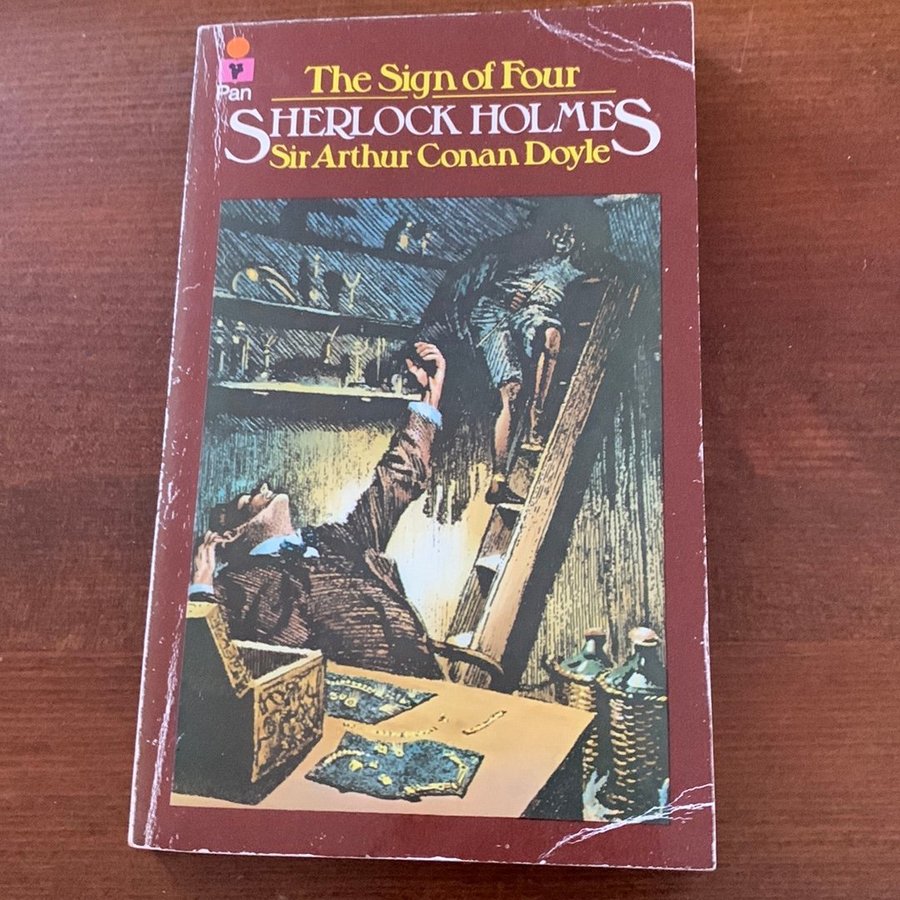 Pan
The Sign of Four
SHERLOCK HOLMES
Sir Arthur Conan Doyle